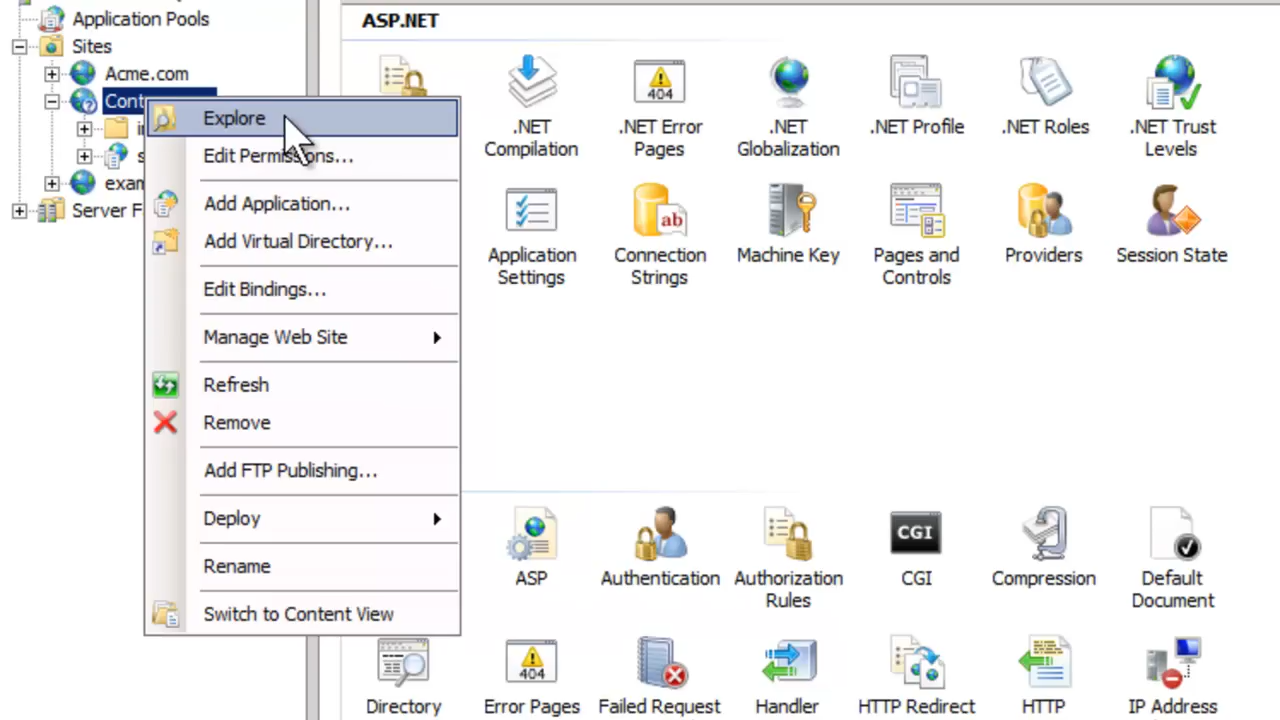 Application Pools
Sites
Acme.com
Server F
Explore
Edit Permissions...
Add Application...
Add Virtual Directory...
Edit Bindings...
Manage Web Site
Refresh
Remove
Add FTP Publishing...
Deploy
Rename
Switch to Content View
ASP.NET
.NET
Compilation
.NET Error
Pages
.NET
Globalization
.NET Profile
.NET Roles
.NET Trust
Levels
Application
Settings
Connection
Strings
Machine Key
Pages and
Controls
Providers
Session State
404
ab
CGI
ASP
Authentication
Authorization
Rules
CGI
Compression
Default
Document
404
Directory
Error Pages
Failed Request
Handler
HTTP Redirect
HTTP
IP Address